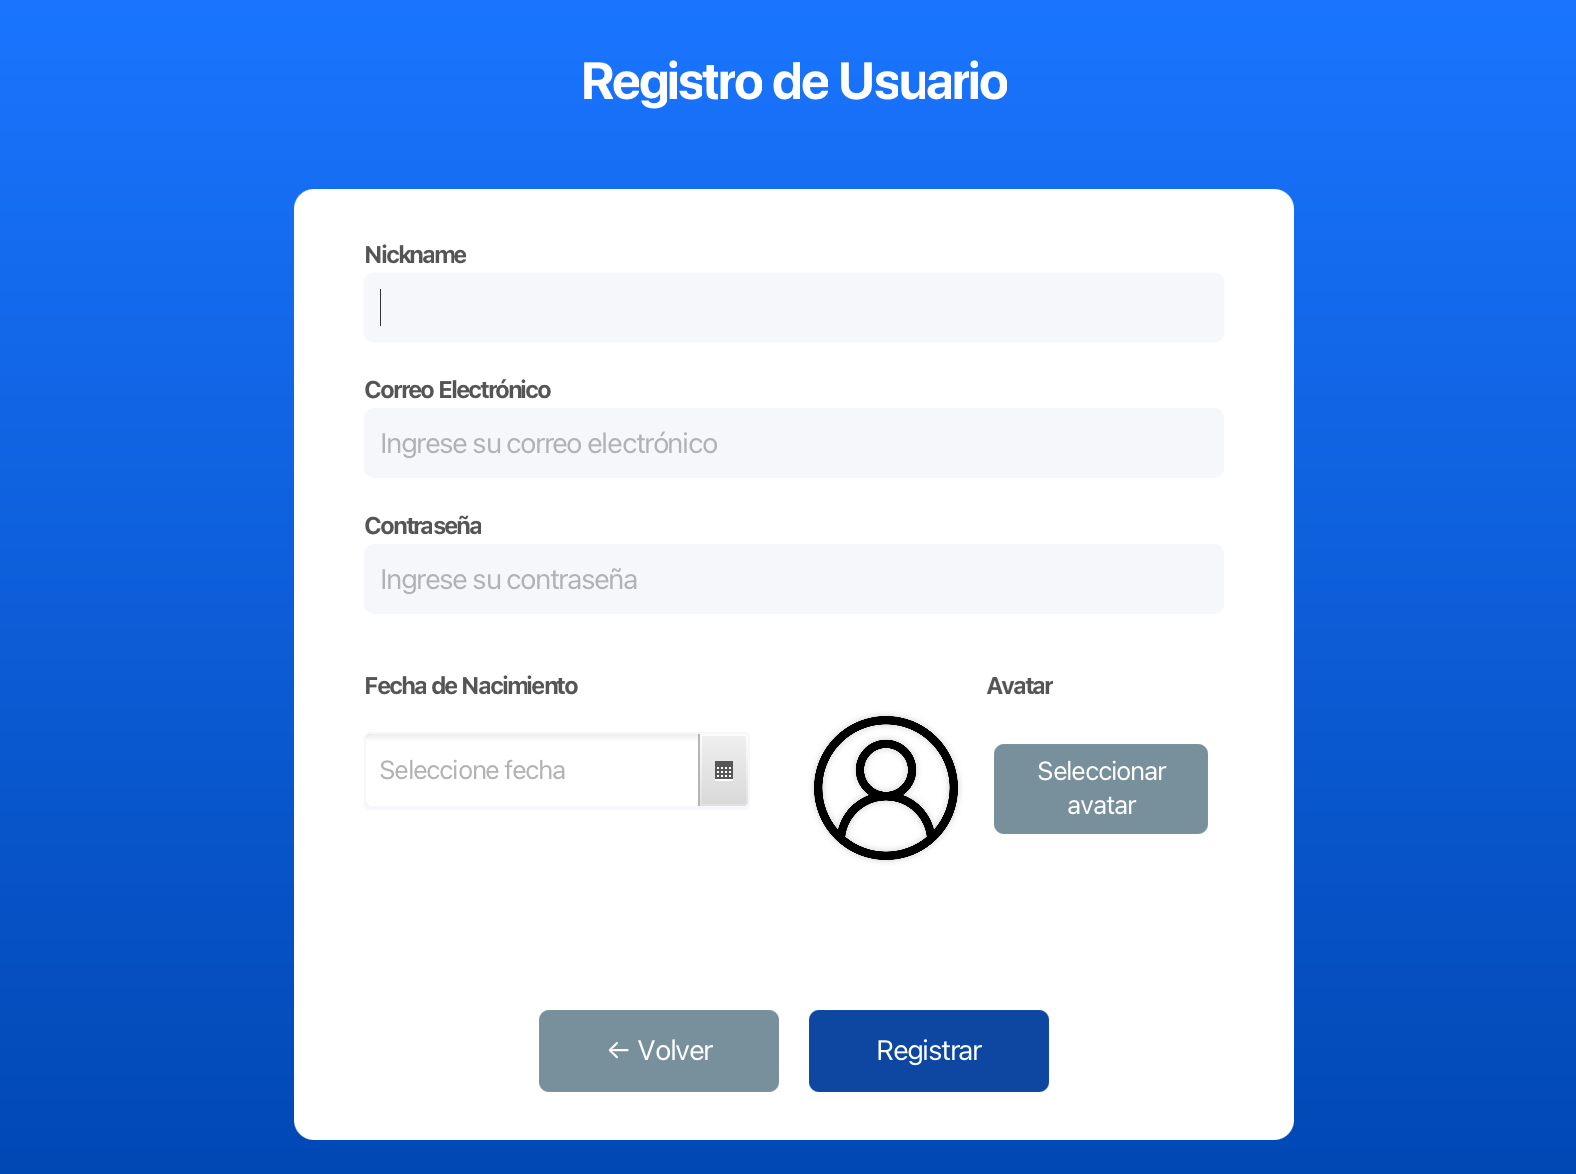 Registro de Usuario
Nickname
Correo Electrónico
Ingrese su correo electrónico
Contraseña
Ingrese su contraseña
Fecha de Nacimiento
Avatar
Seleccione fecha
Seleccionar
avatar
← Volver
Registrar